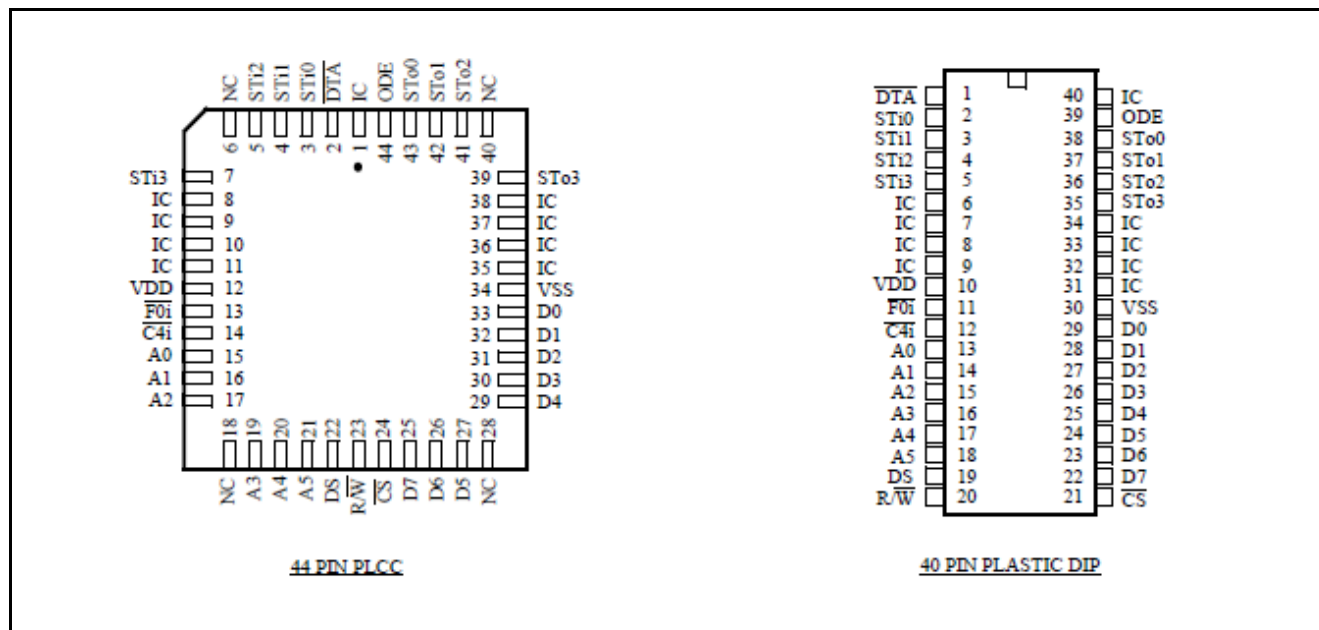 NC STi2 STi1 STi0 DTA IC ODE STo0 STo1 STo2 NC
6 5 4 3 2 1 44 43 42 41 40
STi3 7 39 STo3
IC 8 38 IC
IC 9 37 IC
IC 10 36 IC
IC 11 35 IC
VDD 12 34 VSS
F0i 13 33 D0
C4i 14 32 D1
A0 15 31 D2
A1 16 30 D3
A2 17 29 D4
18 19 20 21 22 23 24 25 26 27 28
NC A3 A4 A5 DS R/W CS D7 D6 D5 NC
44 PIN PLCC
DTA 1 40 IC
STi0 2 39 ODE
STi1 3 38 STo0
STi2 4 37 STo1
STi3 5 36 STo2
IC 6 35 STo3
IC 7 34 IC
IC 8 33 IC
IC 9 32 IC
VDD 10 31 IC
F0i 11 30 VSS
C4i 12 29 D0
A0 13 28 D1
A1 14 27 D2
A2 15 26 D3
A3 16 25 D4
A4 17 24 D5
A5 18 23 D6
DS 19 22 D7
R/W 20 21 CS
40 PIN PLASTIC DIP